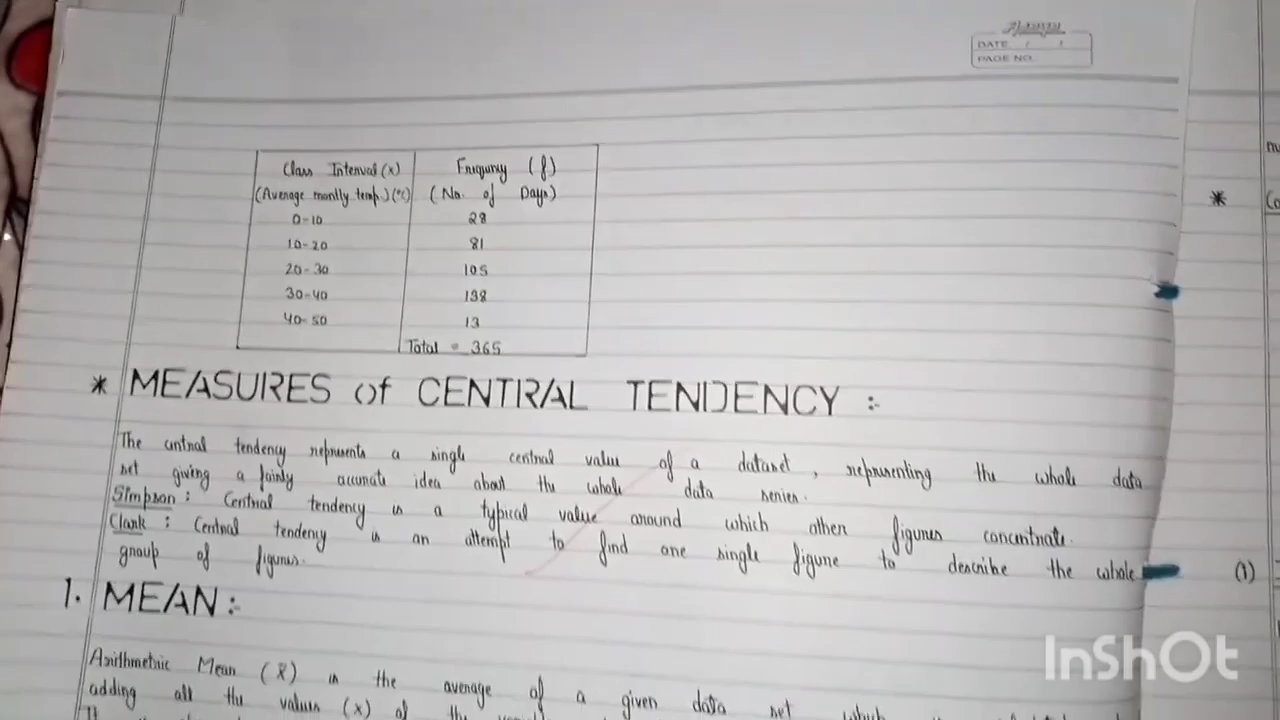 DATE / /
PAGE NO.
Class Interval (x) Frequency (f)
(Average montly temp.) (°C) (No. of Days)
0-10 28
10-20 81
20-30 105
30-40 138
40-50 13
Total = 365
* MEASURES of CENTRAL TENDENCY :-
The central tendency represents a single central value of a dataset, representing the whole data
set giving a fairly accurate idea about the whole data series.
Simpson : Central tendency is a typical value around which other figures concentrate.
Clark : Central tendency is an attempt to find one single figure to describe the whole
group of figures.
1. MEAN :-
Arithmetric Mean (x̄) is the average of a given data set which
adding all the values (x) of the
*
(1)
InShOt